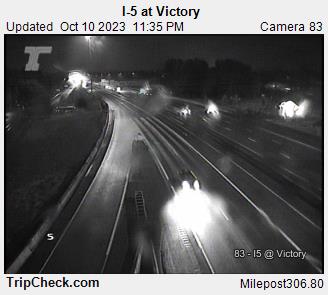 I-5 at Victory
Updated Oct 10 2023 11:35 PM Camera 83
T
S
83 - I5 @ Victory
TripCheck.com Milepost306.80